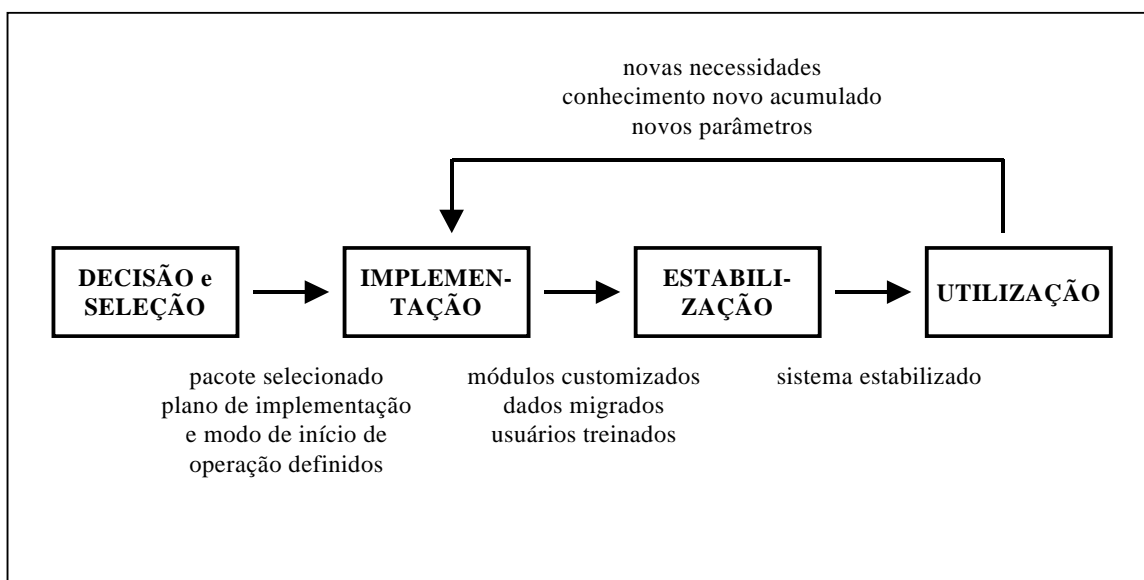 novas necessidades
conhecimento novo acumulado
novos parâmetros
DECISÃO e
SELEÇÃO
IMPLEMEN-
TAÇÃO
ESTABILI-
ZAÇÃO
UTILIZAÇÃO
pacote selecionado
plano de implementação
e modo de início de
operação definidos
módulos customizados
dados migrados
usuários treinados
sistema estabilizado